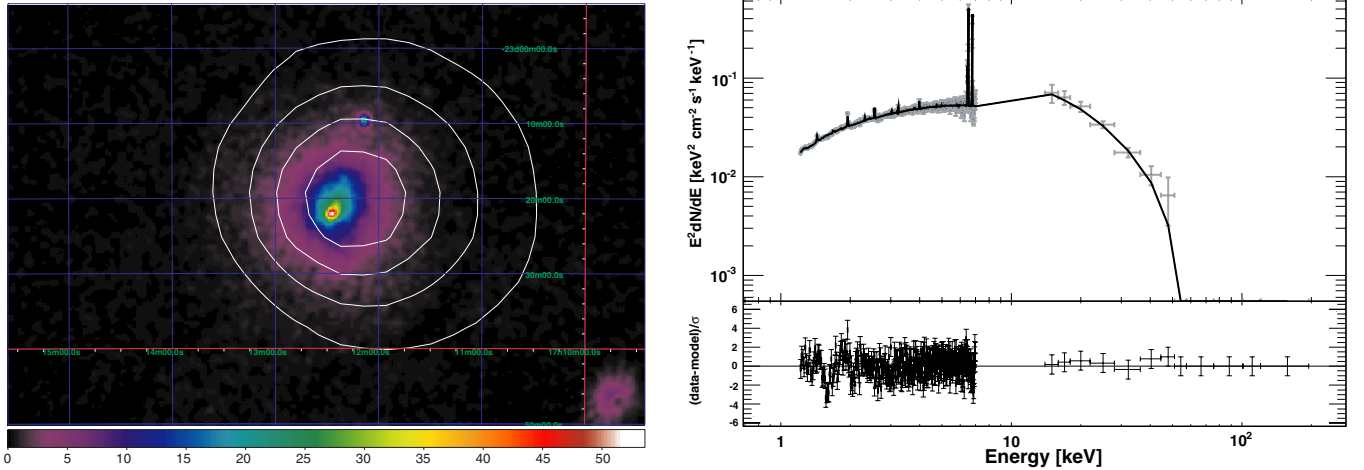 -23d00m00.0s
10m00.0s
20m00.0s
30m00.0s
15m00.0s 14m00.0s 13m00.0s 12m00.0s 11m00.0s 17h10m00.0s
50m00.0s
0 5 10 15 20 25 30 35 40 45 50
E²dN/dE [keV² cm⁻² s⁻¹ keV⁻¹]
10⁻¹
10⁻²
10⁻³
(data-model)/σ
6
4
2
0
-2
-4
-6
1 10 10²
Energy [keV]